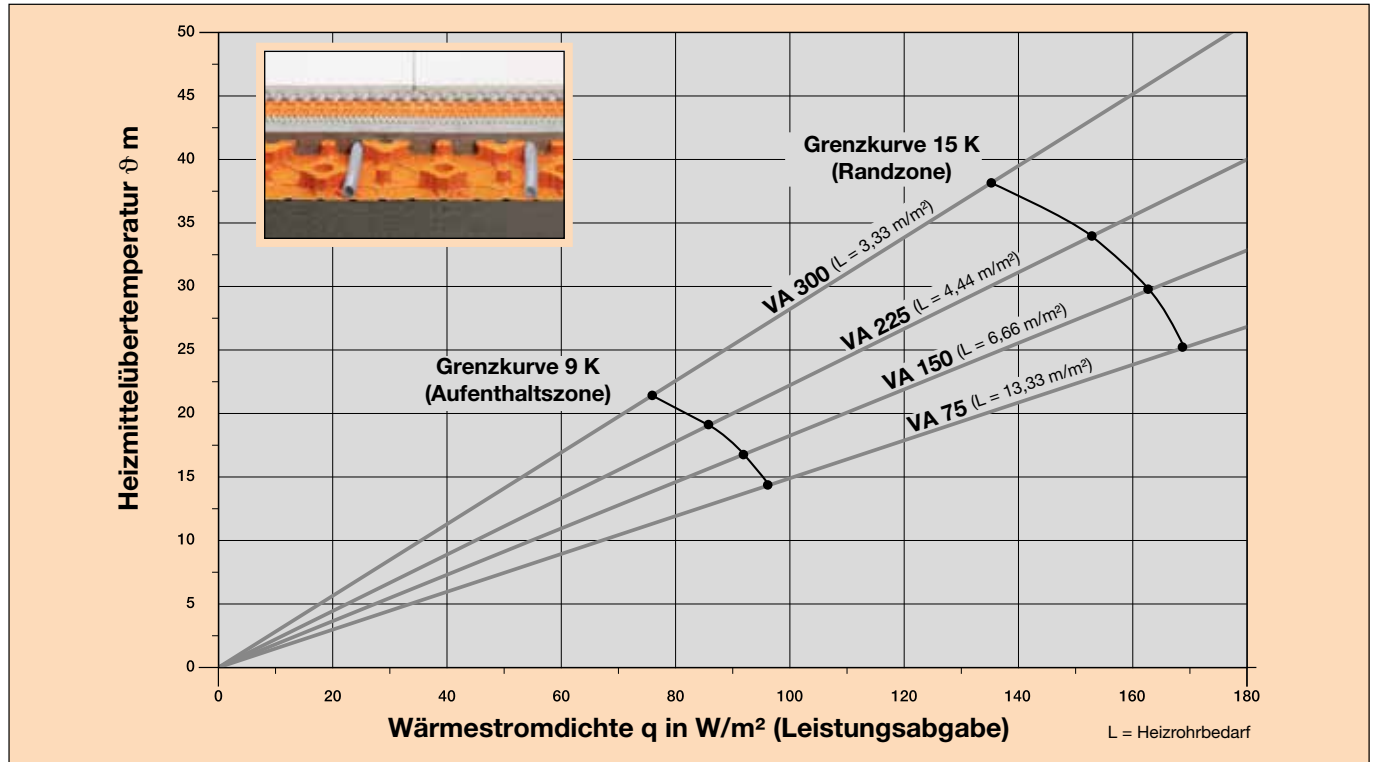 50
45
40
35
30
25
20
15
10
5
0
Heizmittelübertemperatur ϑ m
Grenzkurve 15 K
(Randzone)
VA 300 (L = 3,33 m/m²)
VA 225 (L = 4,44 m/m²)
VA 150 (L = 6,66 m/m²)
VA 75 (L = 13,33 m/m²)
Grenzkurve 9 K
(Aufenthaltszone)
0 20 40 60 80 100 120 140 160 180
Wärmestromdichte q in W/m² (Leistungsabgabe)
L = Heizrohrbedarf